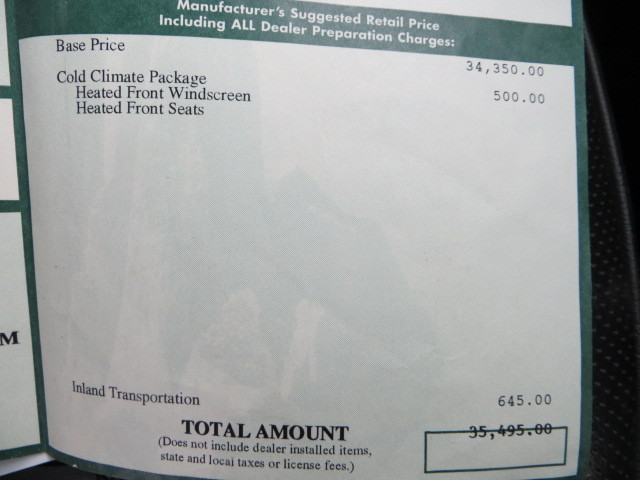 Manufacturer's Suggested Retail Price
Including ALL Dealer Preparation Charges:
Base Price 34,350.00
Cold Climate Package 500.00
Heated Front Windscreen
Heated Front Seats
M
Inland Transportation 645.00
TOTAL AMOUNT 35,495.00
(Does not include dealer installed items,
state and local taxes or license fees.)